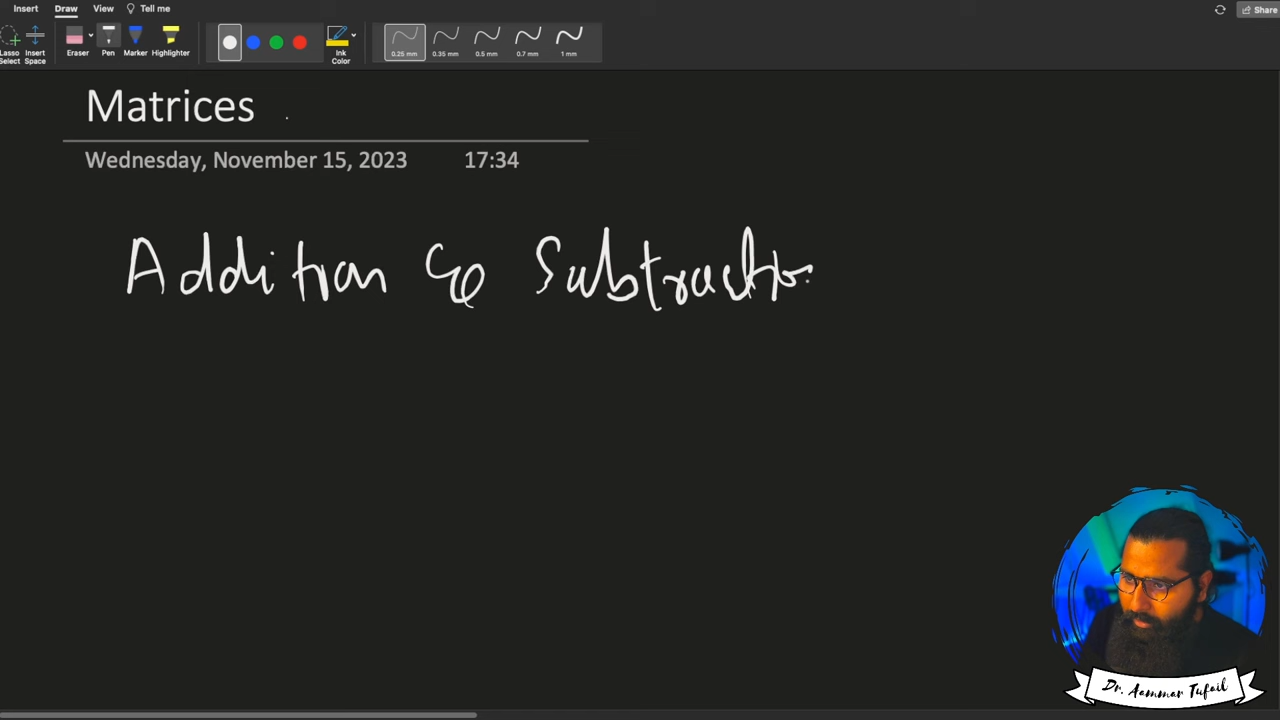 Insert Draw View Tell me
Share
Lasso Select
Insert Space
Eraser
Pen
Marker
Highlighter
Ink Color
0.25 mm
0.35 mm
0.5 mm
0.7 mm
1 mm
Matrices
Wednesday, November 15, 2023 17:34
Addition & Subtractio
Dr. Aammar Tufail